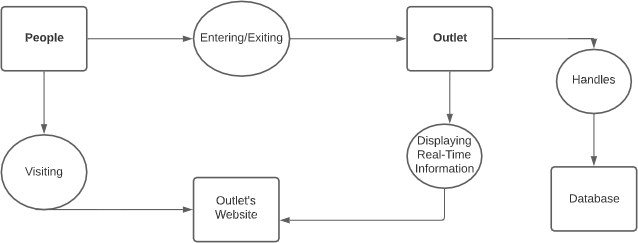 People
Entering/Exiting
Outlet
Handles
Displaying
Real-Time
Information
Visiting
Outlet's
Website
Database